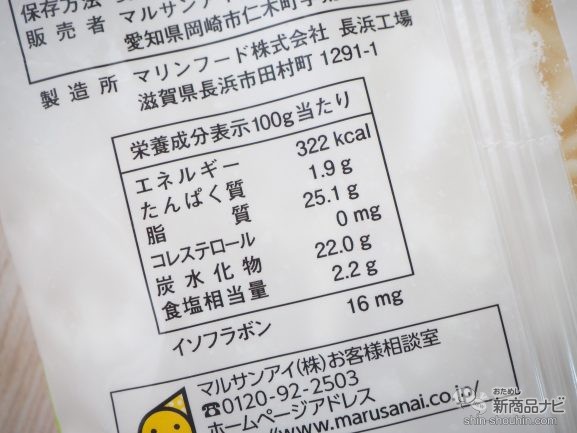 保存方法
販売者 マルサンアイ
愛知県岡崎市仁木町字
製造所 マリンフード株式会社 長浜工場
滋賀県長浜市田村町 1291-1
栄養成分表示100g当たり
エネルギー 322 kcal
たんぱく質 1.9 g
脂質 25.1 g
コレステロール 0 mg
炭水化物 22.0 g
食塩相当量 2.2 g
イソフラボン 16 mg
マルサンアイ(株)お客様相談室
☎0120-92-2503
ホームページアドレス
://www.marusanai.co.jp/
おためし
新商品ナビ
shin-shouhin.com